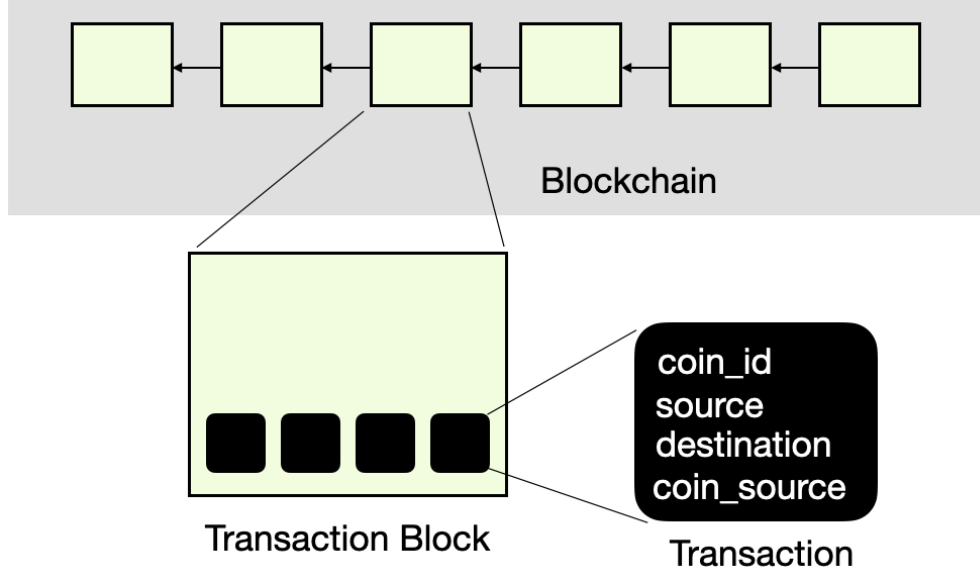 Blockchain
coin_id
source
destination
coin_source
Transaction Block
Transaction